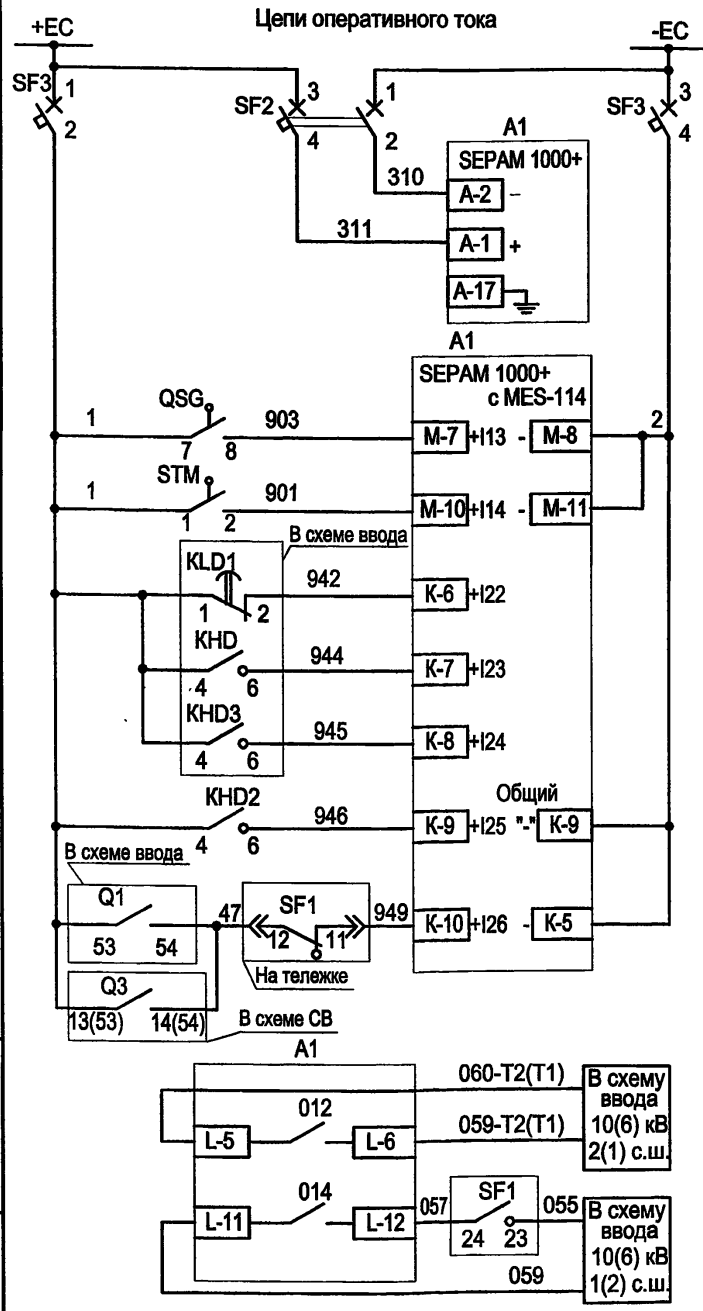 Цепи оперативного тока
+EC
-EC
SF3 1
2
SF2 3
4
1
2
3
SF3
4
A1
SEPAM 1000+
310
A-2 -
311
A-1 +
A-17
A1
SEPAM 1000+
с MES-114
1 QSG 903
7 8
M-7 +I13 - M-8 2
1 STM 901
1 2
M-10 +I14 - M-11
В схеме ввода
KLD1 942
1 2
K-6 +I22
KHD 944
4 6
K-7 +I23
KHD3 945
4 6
K-8 +I24
Общий
KHD2 946
4 6
K-9 +I25 "-" K-9
В схеме ввода
Q1
53 54
47 SF1 949
12 11
K-10 +I26 - K-5
На тележке
Q3
13(53) 14(54)
В схеме СВ
A1
060-T2(T1)
012
L-5 L-6
059-T2(T1)
В схему
ввода
10(6) кВ
2(1) с.ш.
014
L-11 L-12
057 SF1 055
24 23
059
В схему
ввода
10(6) кВ
1(2) с.ш.